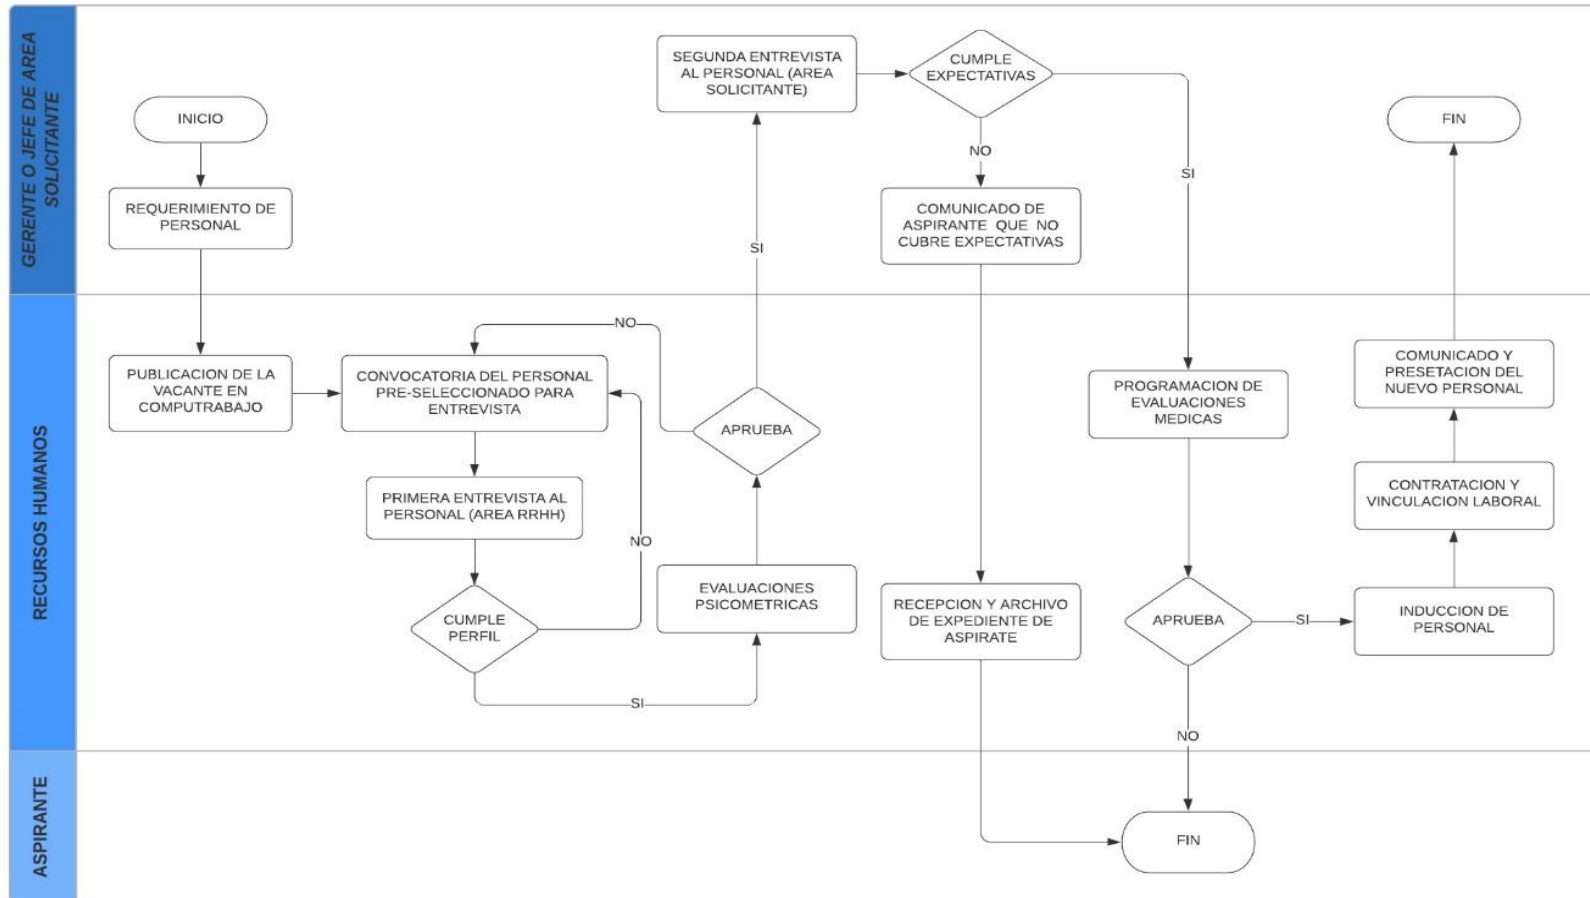 GERENTE O JEFE DE AREA
SOLICITANTE
INICIO
REQUERIMIENTO DE
PERSONAL
SEGUNDA ENTREVISTA
AL PERSONAL (AREA
SOLICITANTE)
CUMPLE
EXPECTATIVAS
NO
COMUNICADO DE
ASPIRANTE QUE NO
CUBRE EXPECTATIVAS
SI
SI
FIN
RECURSOS HUMANOS
PUBLICACION DE LA
VACANTE EN
COMPUTRABAJO
CONVOCATORIA DEL PERSONAL
PRE-SELECCIONADO PARA
ENTREVISTA
NO
PRIMERA ENTREVISTA AL
PERSONAL (AREA RRHH)
CUMPLE
PERFIL
NO
SI
EVALUACIONES
PSICOMETRICAS
APRUEBA
RECEPCION Y ARCHIVO
DE EXPEDIENTE DE
ASPIRATE
PROGRAMACION DE
EVALUACIONES
MEDICAS
APRUEBA
SI
NO
INDUCCION DE
PERSONAL
CONTRATACION Y
VINCULACION LABORAL
COMUNICADO Y
PRESETACION DEL
NUEVO PERSONAL
ASPIRANTE
FIN